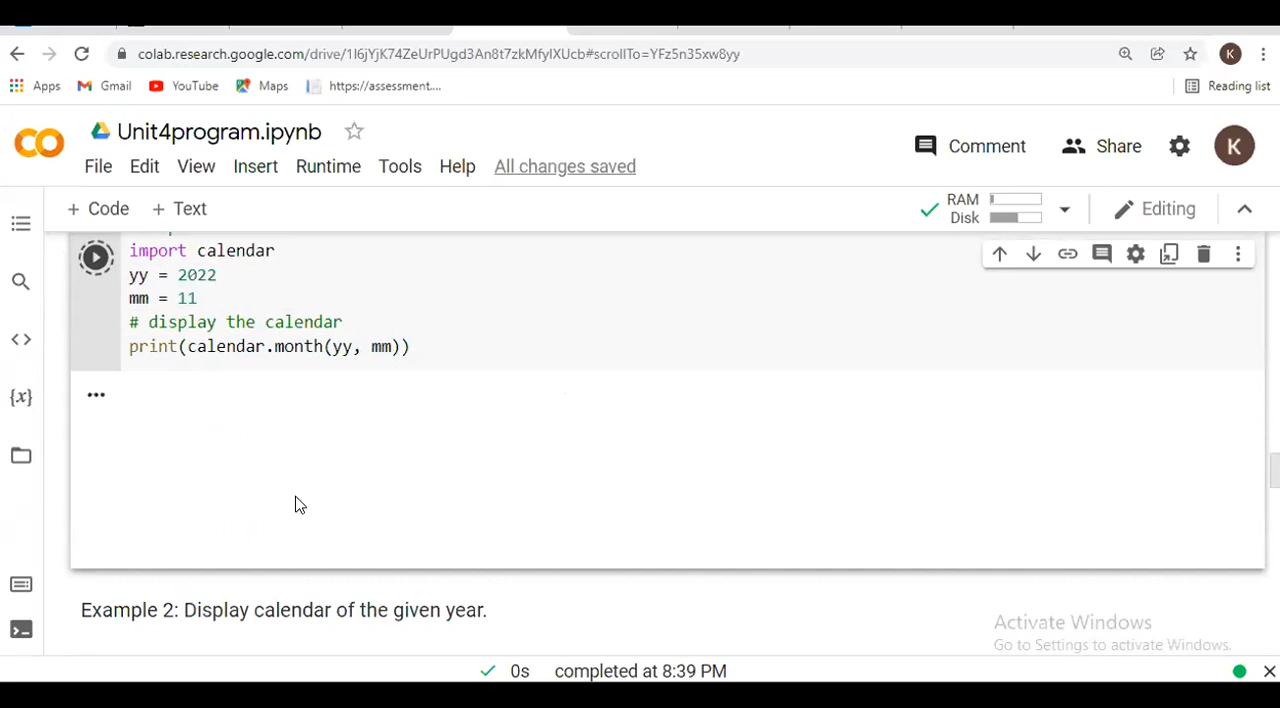 colab.research.google.com/drive/1I6jYjK74ZeUrPUgd3An8t7zkMfyIXUcb#scrollTo=YFz5n35xw8yy
K
Apps Gmail YouTube Maps https://assessment.... Reading list
CO Unit4program.ipynb
Comment Share K
File Edit View Insert Runtime Tools Help All changes saved
+ Code + Text RAM Disk Editing
import calendar
yy = 2022
mm = 11
# display the calendar
print(calendar.month(yy, mm))
...
Example 2: Display calendar of the given year.
Activate Windows
Go to Settings to activate Windows.
0s completed at 8:39 PM